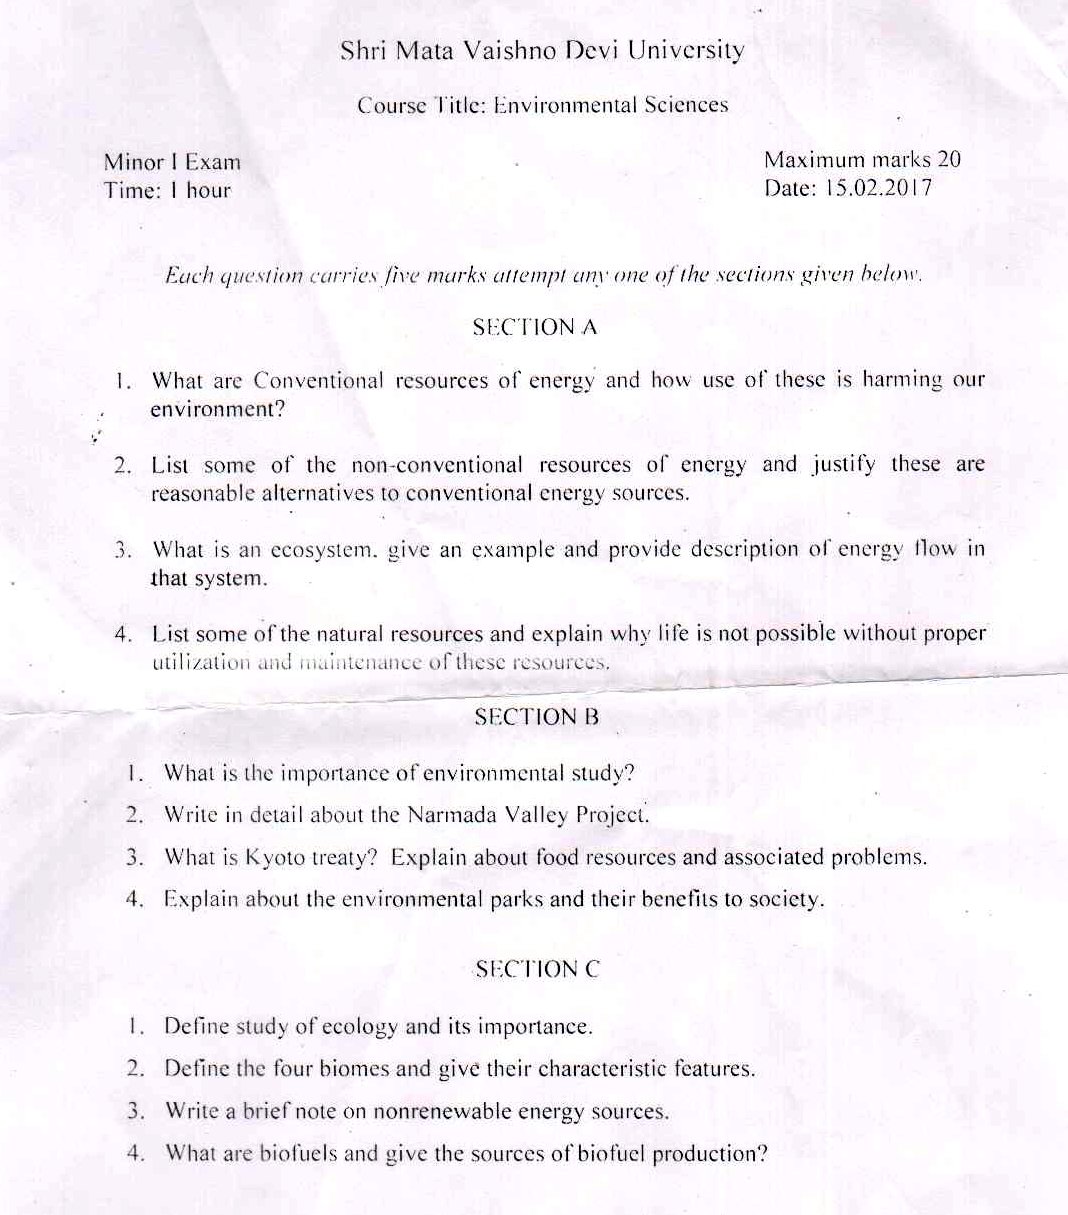 Shri Mata Vaishno Devi University
Course Title: Environmental Sciences
Minor I Exam
Maximum marks 20
Time: 1 hour
Date: 15.02.2017
Each question carries five marks attempt any one of the sections given below.
SECTION A
1. What are Conventional resources of energy and how use of these is harming our
environment?
2. List some of the non-conventional resources of energy and justify these are
reasonable alternatives to conventional energy sources.
3. What is an ecosystem. give an example and provide description of energy flow in
that system.
4. List some of the natural resources and explain why life is not possible without proper
utilization and maintenance of these resources.
SECTION B
1. What is the importance of environmental study?
2. Write in detail about the Narmada Valley Project.
3. What is Kyoto treaty? Explain about food resources and associated problems.
4. Explain about the environmental parks and their benefits to society.
SECTION C
1. Define study of ecology and its importance.
2. Define the four biomes and give their characteristic features.
3. Write a brief note on nonrenewable energy sources.
4. What are biofuels and give the sources of biofuel production?